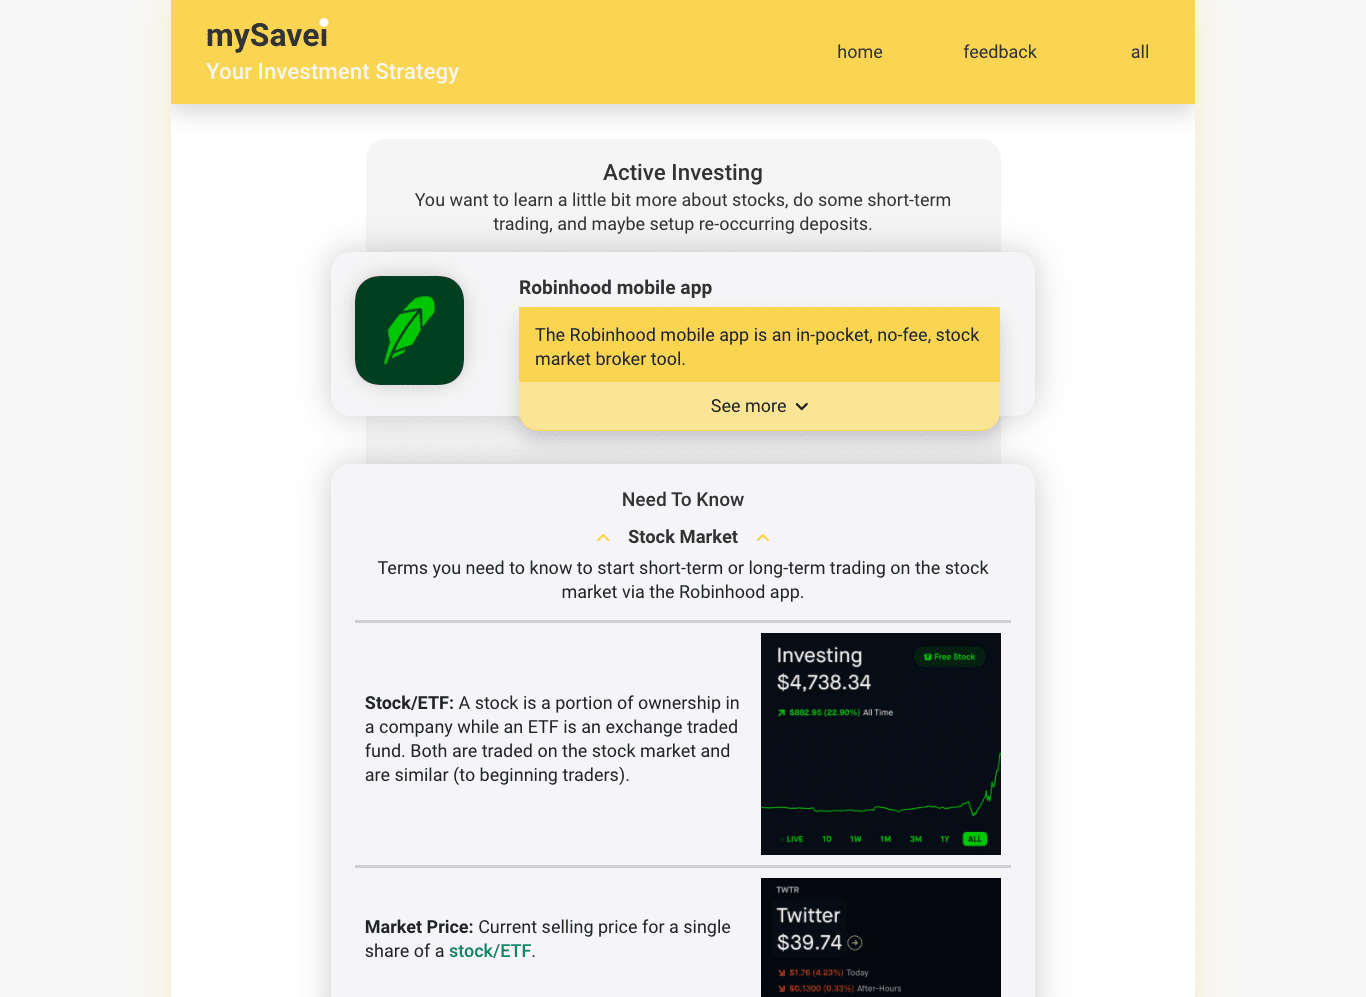 mySavei
Your Investment Strategy
home
feedback
all
Active Investing
You want to learn a little bit more about stocks, do some short-term
trading, and maybe setup re-occurring deposits.
Robinhood mobile app
The Robinhood mobile app is an in-pocket, no-fee, stock
market broker tool.
See more
Need To Know
Stock Market
Terms you need to know to start short-term or long-term trading on the stock
market via the Robinhood app.
Stock/ETF: A stock is a portion of ownership in
a company while an ETF is an exchange traded
fund. Both are traded on the stock market and
are similar (to beginning traders).
Investing
$4,738.34
Free Stock
$882.95 (22.90%) All Time
LIVE 1D 1W 1M 3M 1Y ALL
Market Price: Current selling price for a single
share of a stock/ETF.
TWTR
Twitter
$39.74
$1.76 (4.23%) Today
$0.1300 (0.33%) After-Hours